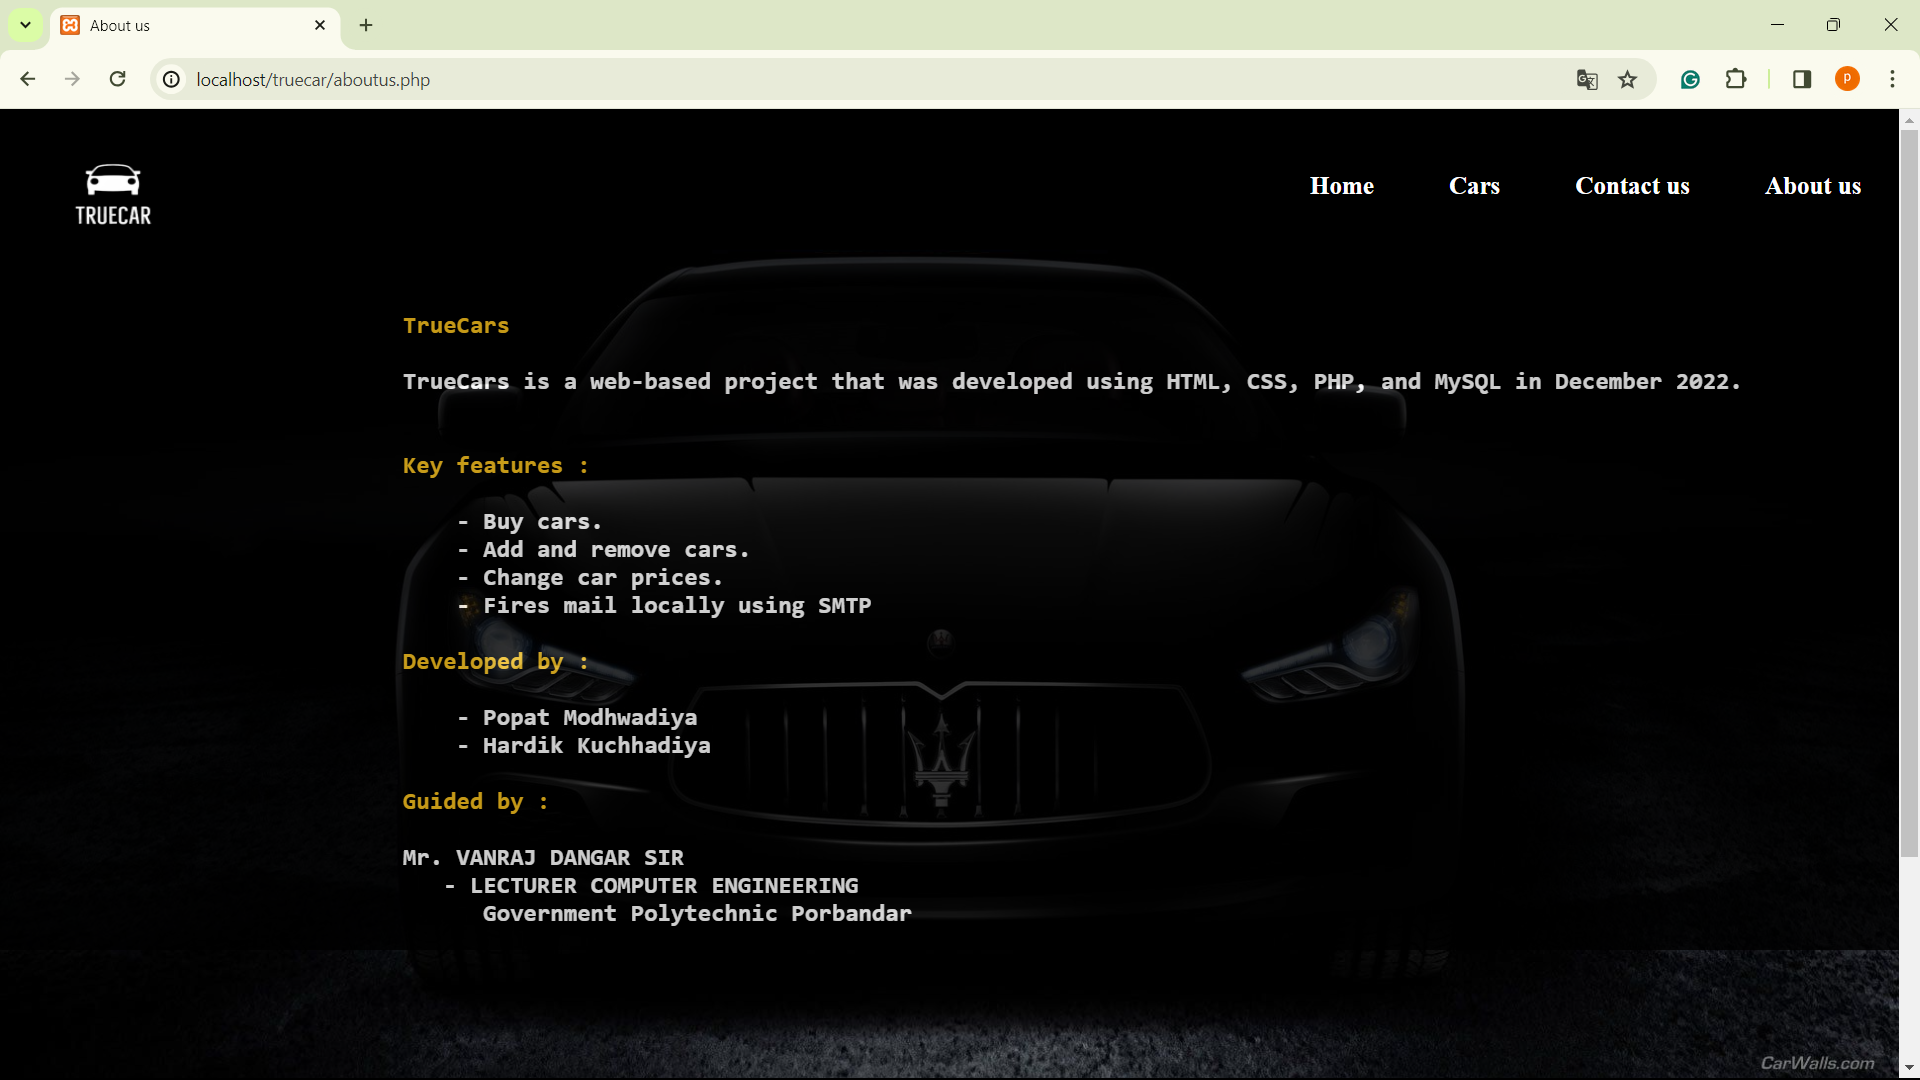 About us
localhost/truecar/aboutus.php
P
TRUECAR
Home Cars Contact us About us
TrueCars
TrueCars is a web-based project that was developed using HTML, CSS, PHP, and MySQL in December 2022.
Key features :
- Buy cars.
- Add and remove cars.
- Change car prices.
- Fires mail locally using SMTP
Developed by :
- Popat Modhwadiya
- Hardik Kuchhadiya
Guided by :
Mr. VANRAJ DANGAR SIR
- LECTURER COMPUTER ENGINEERING
Government Polytechnic Porbandar
CarWalls.com